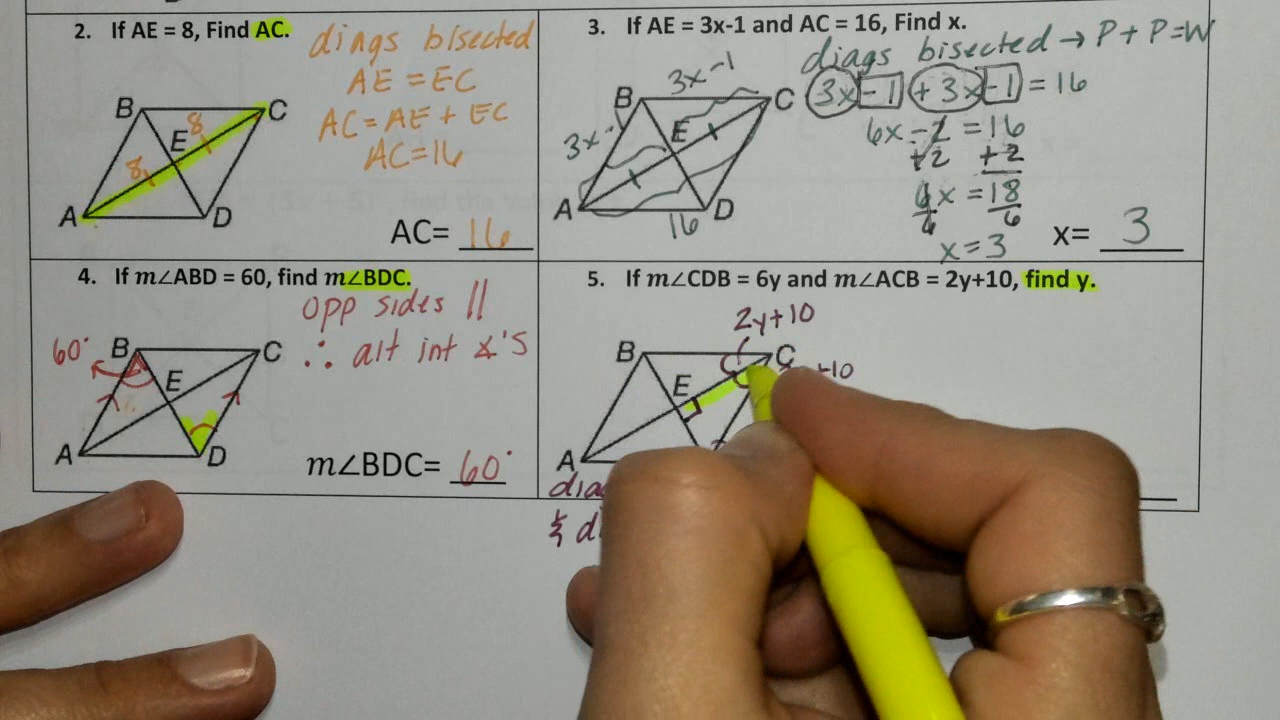 2. If AE = 8, Find AC.
dings bisected
AE = EC
AC = AE + EC
AC=16
B
C
E
8
8
A
D
AC= 16
3. If AE = 3x-1 and AC = 16, Find x.
diags bisected → P + P = W
3x -1 + 3x -1 = 16
6x - 2 = 16
+2 +2
6x = 18
6 6
x = 3
3x -1
B
C
E
A
D
16
x= 3
4. If m∠ABD = 60, find m∠BDC.
opp sides ||
∴ alt int ∡'s
60°
B
C
E
A
D
m∠BDC= 60°
5. If m∠CDB = 6y and m∠ACB = 2y+10, find y.
2y+10
B
C
+10
E
A